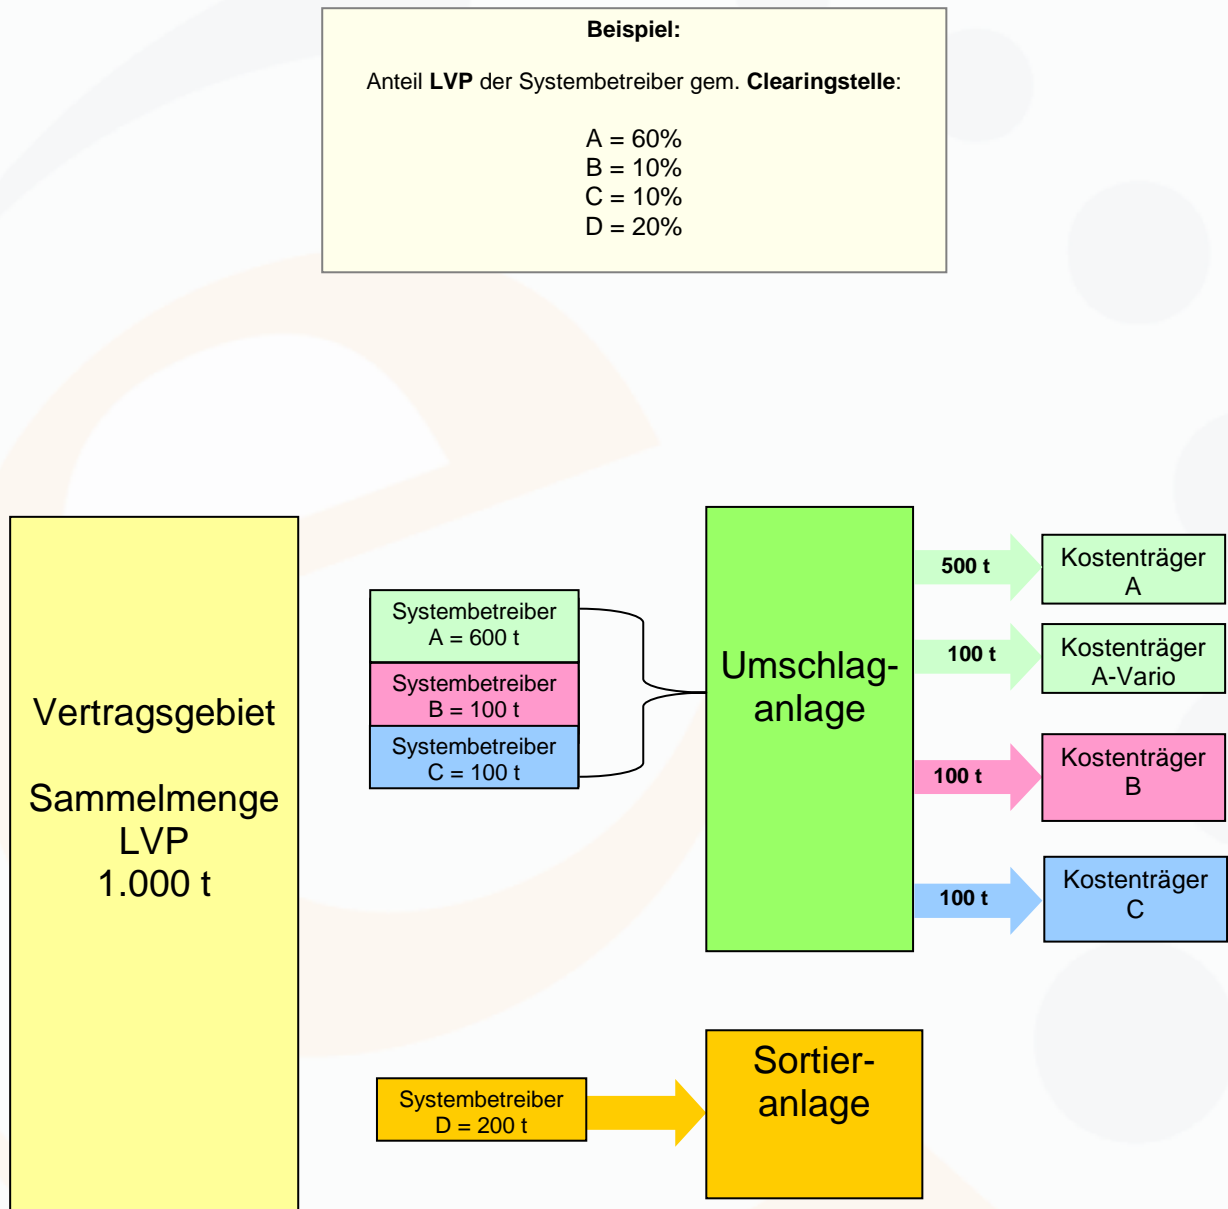 Beispiel:
Anteil LVP der Systembetreiber gem. Clearingstelle:
A = 60%
B = 10%
C = 10%
D = 20%
Vertragsgebiet
Sammelmenge
LVP
1.000 t
Systembetreiber
A = 600 t
Systembetreiber
B = 100 t
Systembetreiber
C = 100 t
Umschlag-
anlage
500 t
Kostenträger
A
100 t
Kostenträger
A-Vario
100 t
Kostenträger
B
100 t
Kostenträger
C
Systembetreiber
D = 200 t
Sortier-
anlage